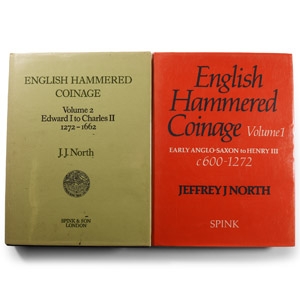 ENGLISH HAMMERED
COINAGE
Volume 2
Edward I to Charles II
1272–1662
J.J. North
SPINK & SON
LONDON
English
Hammered
Coinage Volume 1
EARLY ANGLO-SAXON to HENRY III
c600-1272
JEFFREY J NORTH
SPINK